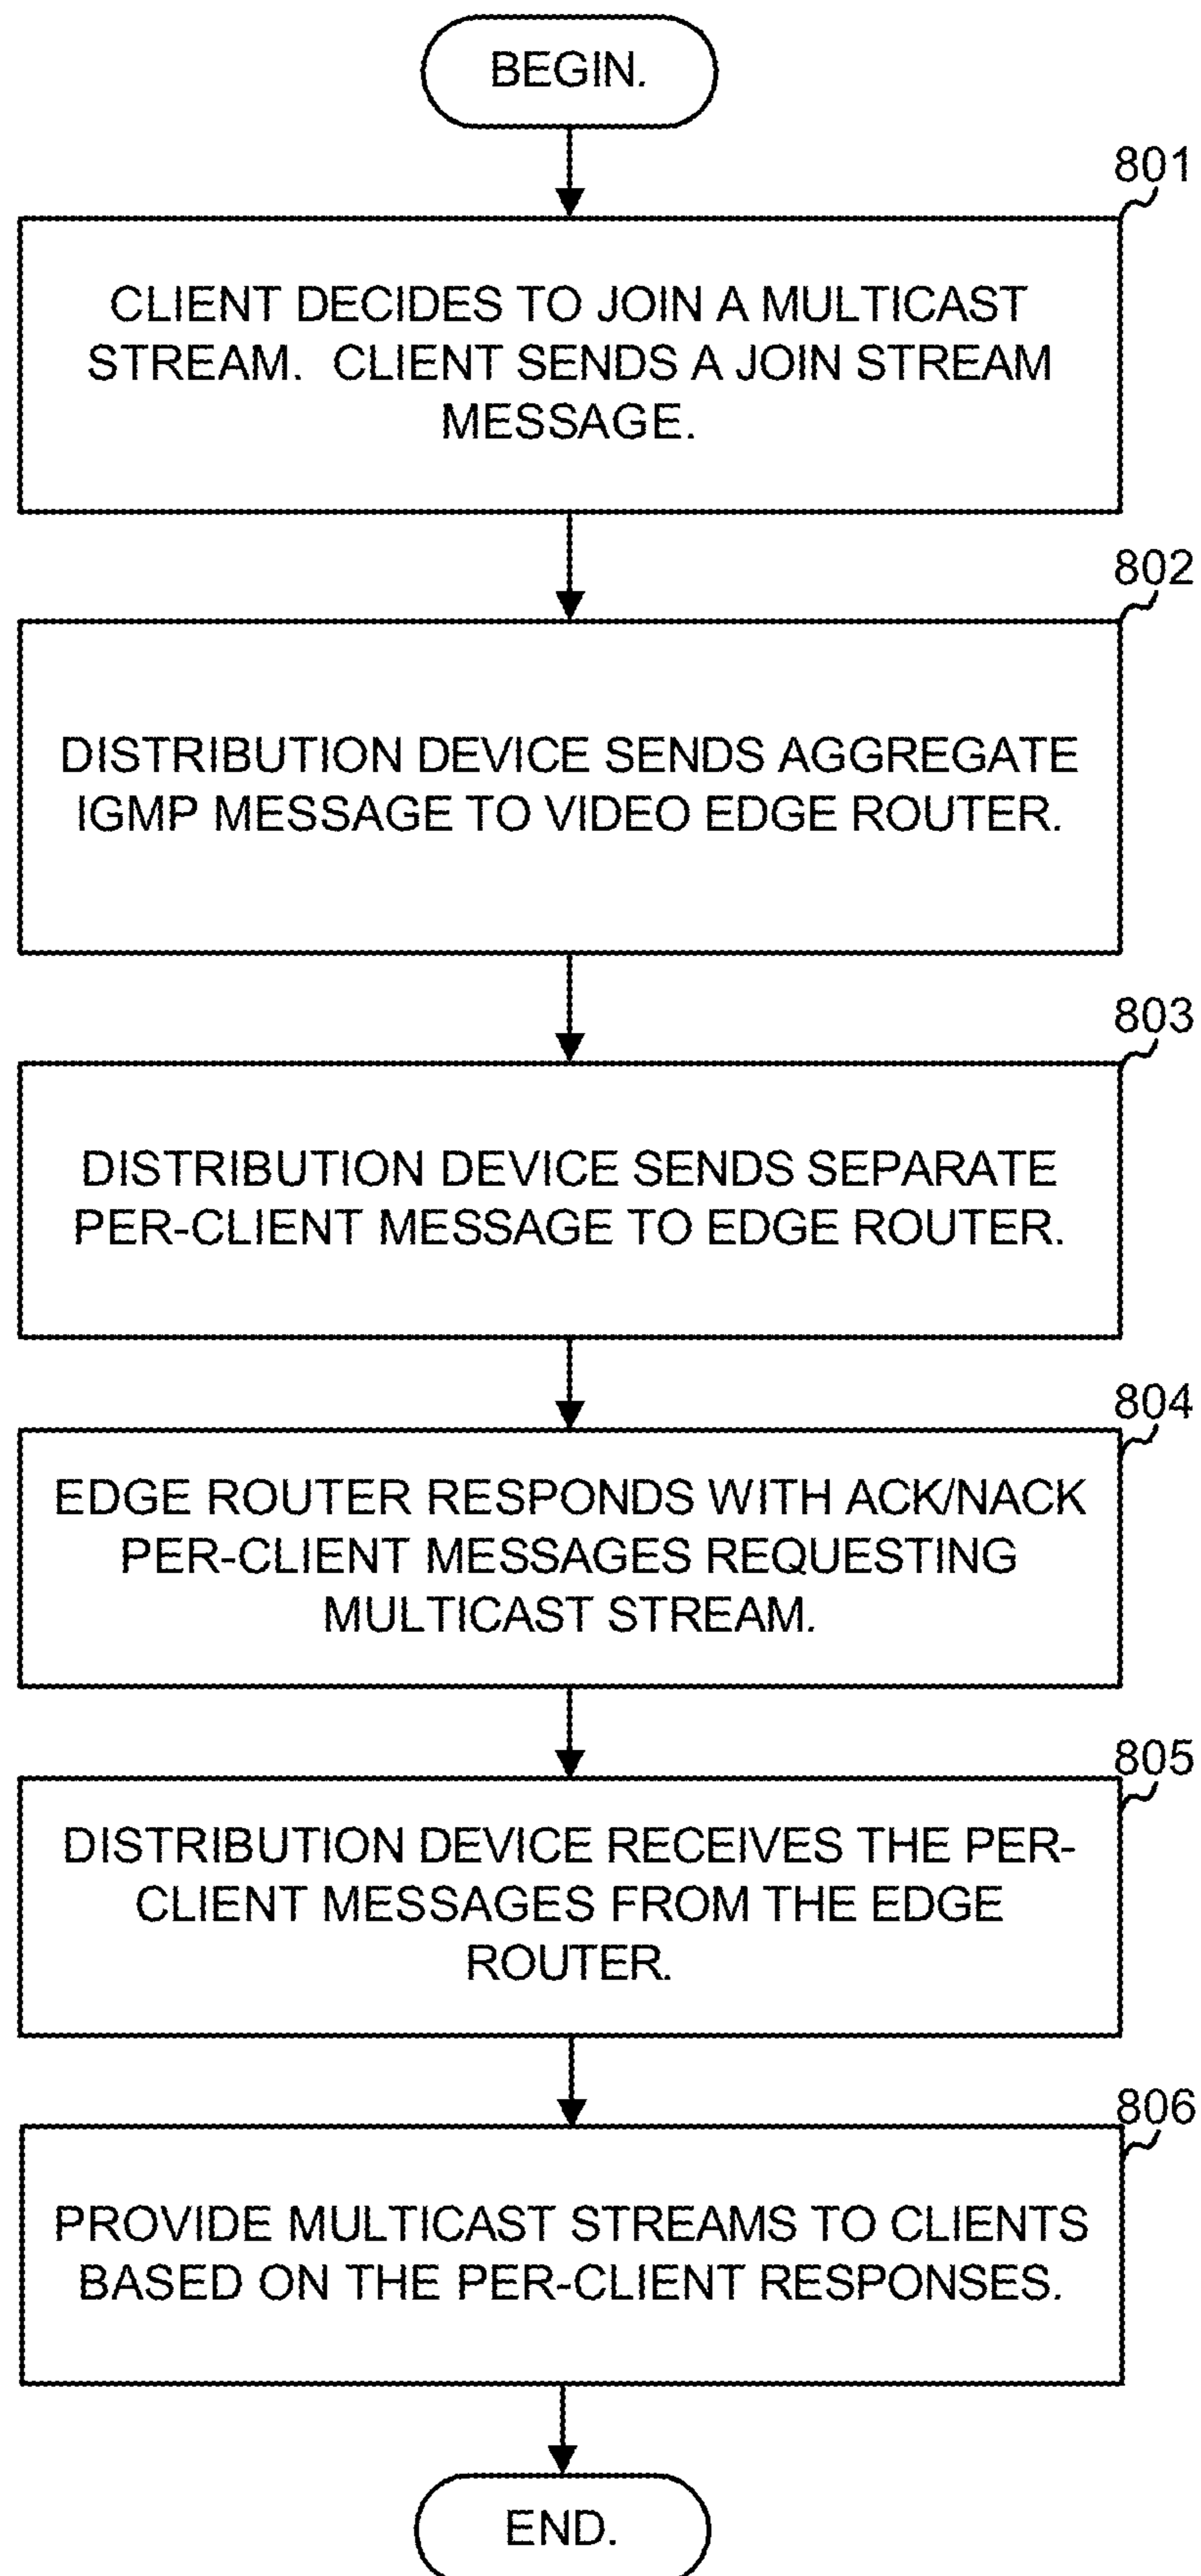 BEGIN.
801
CLIENT DECIDES TO JOIN A MULTICAST
STREAM. CLIENT SENDS A JOIN STREAM
MESSAGE.
802
DISTRIBUTION DEVICE SENDS AGGREGATE
IGMP MESSAGE TO VIDEO EDGE ROUTER.
803
DISTRIBUTION DEVICE SENDS SEPARATE
PER-CLIENT MESSAGE TO EDGE ROUTER.
804
EDGE ROUTER RESPONDS WITH ACK/NACK
PER-CLIENT MESSAGES REQUESTING
MULTICAST STREAM.
805
DISTRIBUTION DEVICE RECEIVES THE PER-
CLIENT MESSAGES FROM THE EDGE
ROUTER.
806
PROVIDE MULTICAST STREAMS TO CLIENTS
BASED ON THE PER-CLIENT RESPONSES.
END.